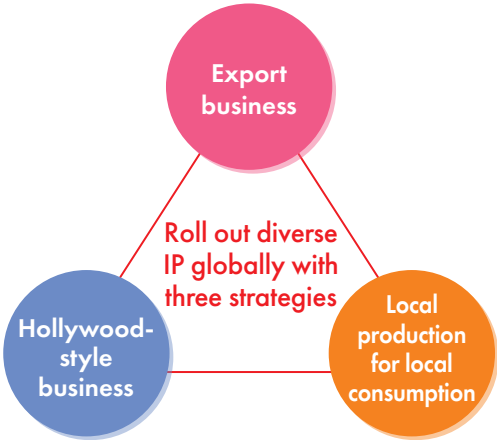 Export
business
Roll out diverse
IP globally with
three strategies
Hollywood-
style
business
Local
production
for local
consumption